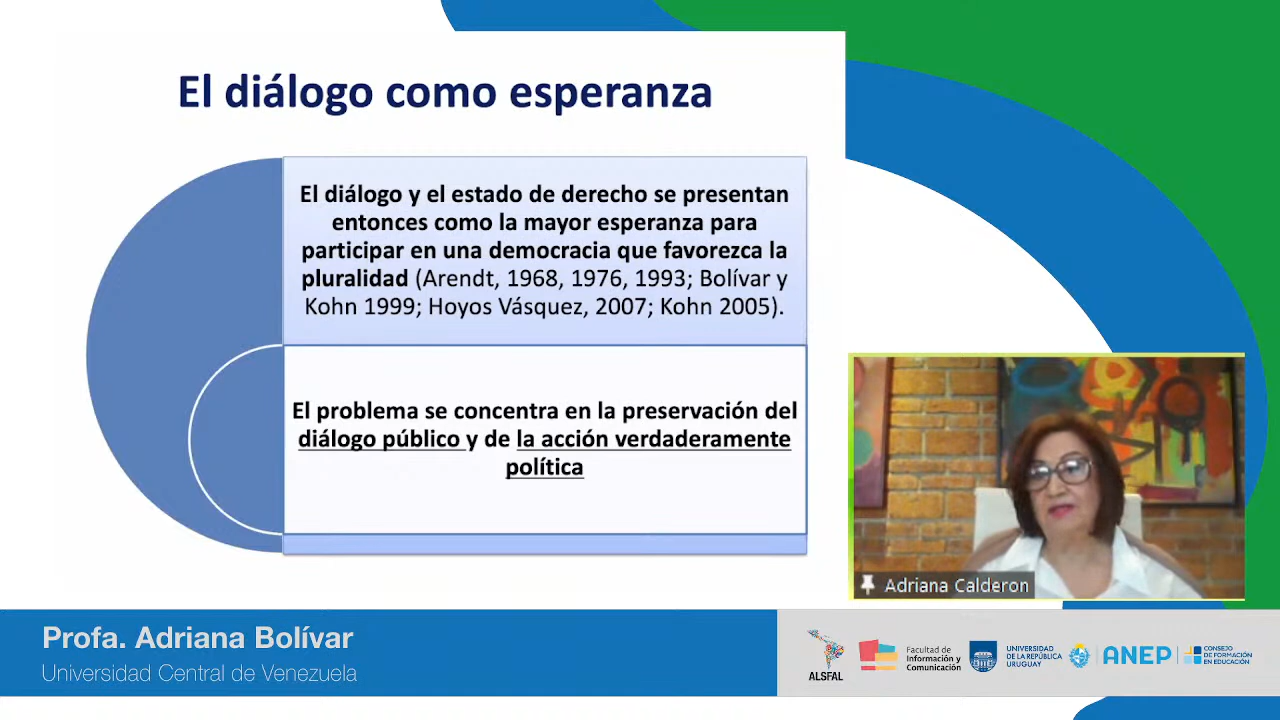 El diálogo como esperanza
El diálogo y el estado de derecho se presentan
entonces como la mayor esperanza para
participar en una democracia que favorezca la
pluralidad (Arendt, 1968, 1976, 1993; Bolívar y
Kohn 1999; Hoyos Vásquez, 2007; Kohn 2005).
El problema se concentra en la preservación del
diálogo público y de la acción verdaderamente
política
Adriana Calderon
Profa. Adriana Bolívar
Universidad Central de Venezuela
ALSFAL
Facultad de
Información y
Comunicación
UNIVERSIDAD
DE LA REPÚBLICA
URUGUAY
ANEP
CONSEJO
DE FORMACIÓN
EN EDUCACIÓN